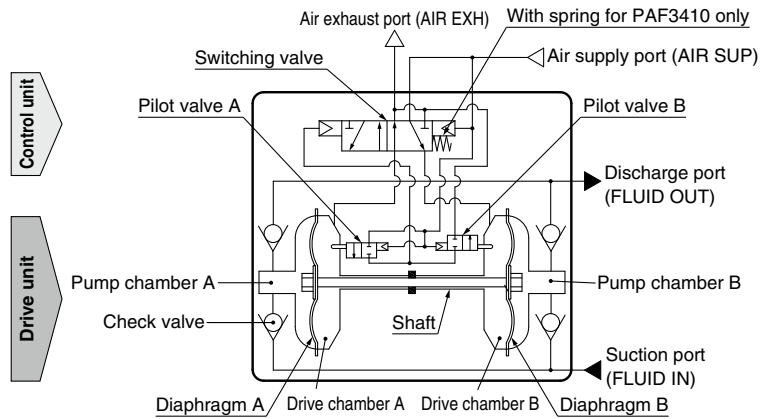 Air exhaust port (AIR EXH)
With spring for PAF3410 only
Switching valve
Air supply port (AIR SUP)
Pilot valve A
Pilot valve B
Control unit
Discharge port
(FLUID OUT)
Drive unit
Pump chamber A
Pump chamber B
Check valve
Shaft
Suction port
(FLUID IN)
Diaphragm A
Drive chamber A
Drive chamber B
Diaphragm B